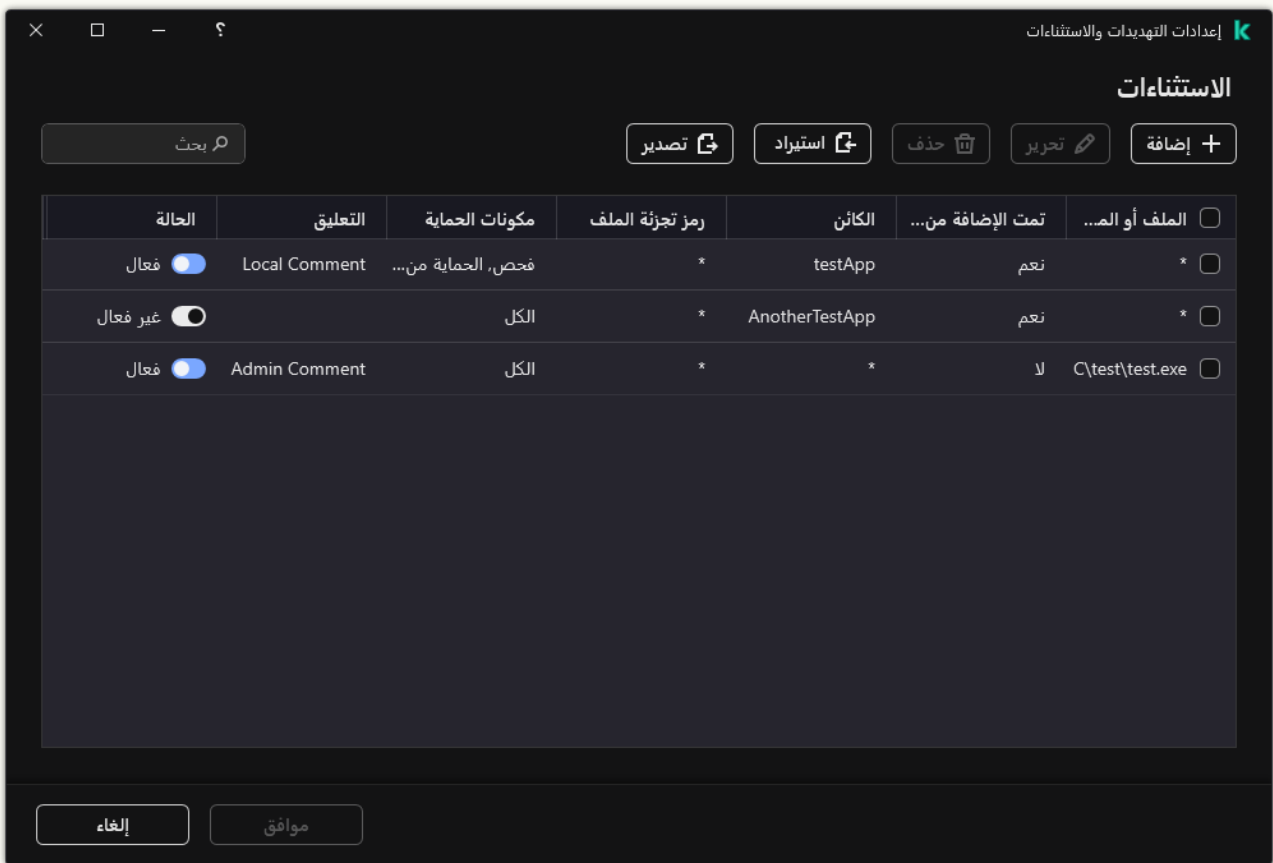 إعدادات التهديدات والاستثناءات ؟
الاستثناءات
إضافة تحرير حذف استيراد تصدير بحث
الملف أو المـ... تمت الإضافة من... الكائن رمز تجزئة الملف مكونات الحماية التعليق الحالة
* نعم testApp * فحص, الحماية من... Local Comment فعال
* نعم AnotherTestApp * الكل غير فعال
C\test\test.exe لا * * الكل Admin Comment فعال
موافق إلغاء